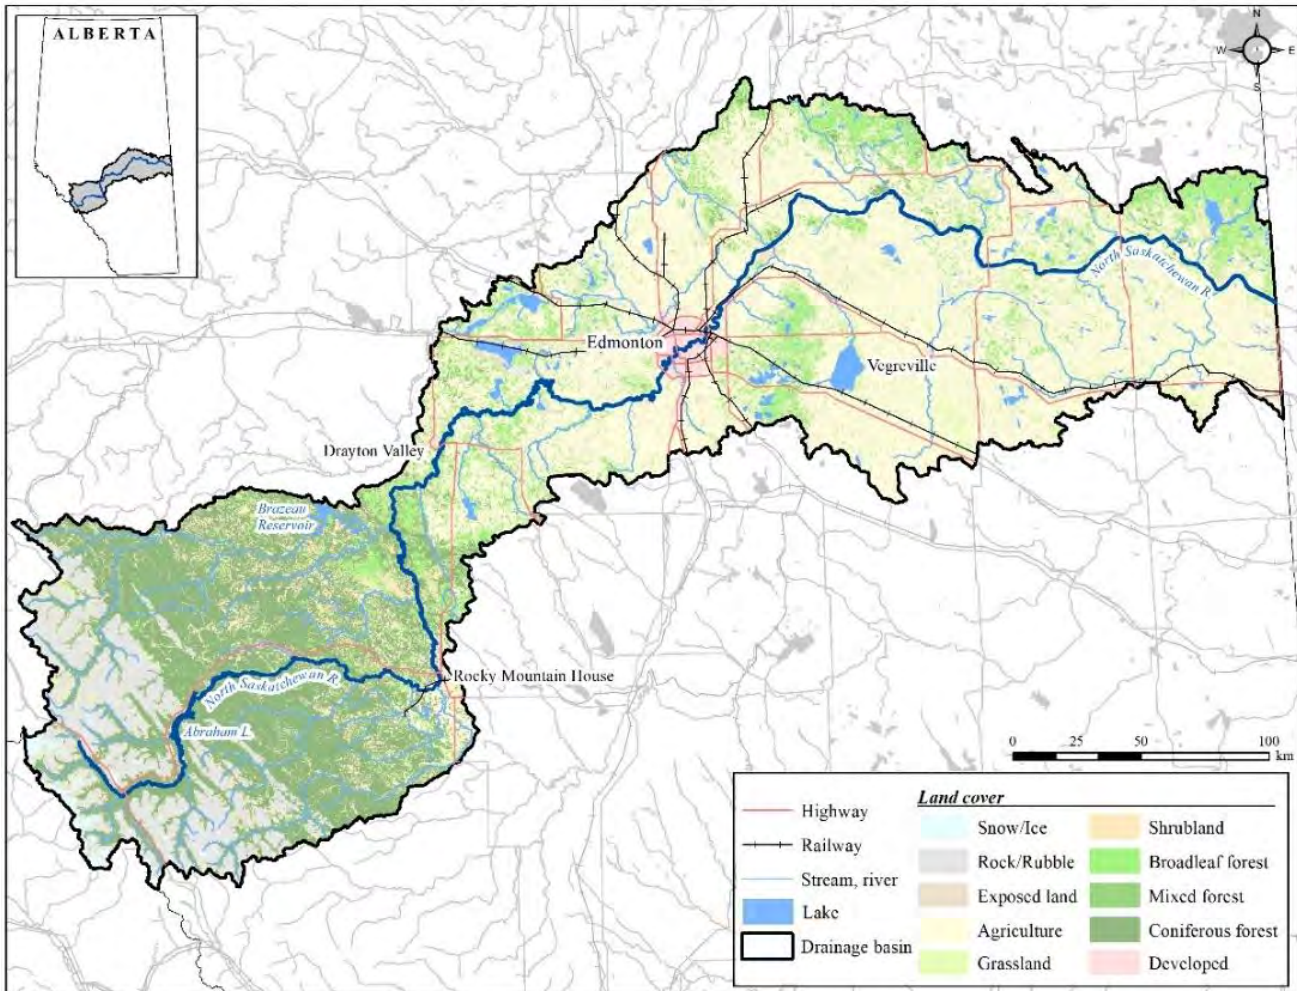 ALBERTA
N
W
E
S
Edmonton
Vegreville
North Saskatchewan R.
Drayton Valley
Brazeau
Reservoir
Rocky Mountain House
North Saskatchewan R.
Abraham L.
0 25 50 100
km
Highway
Railway
Stream, river
Lake
Drainage basin
Land cover
Snow/Ice
Rock/Rubble
Exposed land
Agriculture
Grassland
Shrubland
Broadleaf forest
Mixed forest
Coniferous forest
Developed